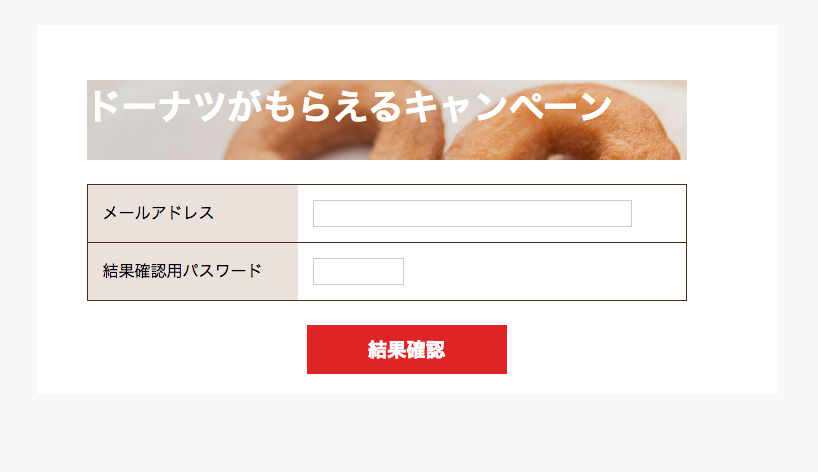 ドーナツがもらえるキャンペーン
メールアドレス
結果確認用パスワード
結果確認